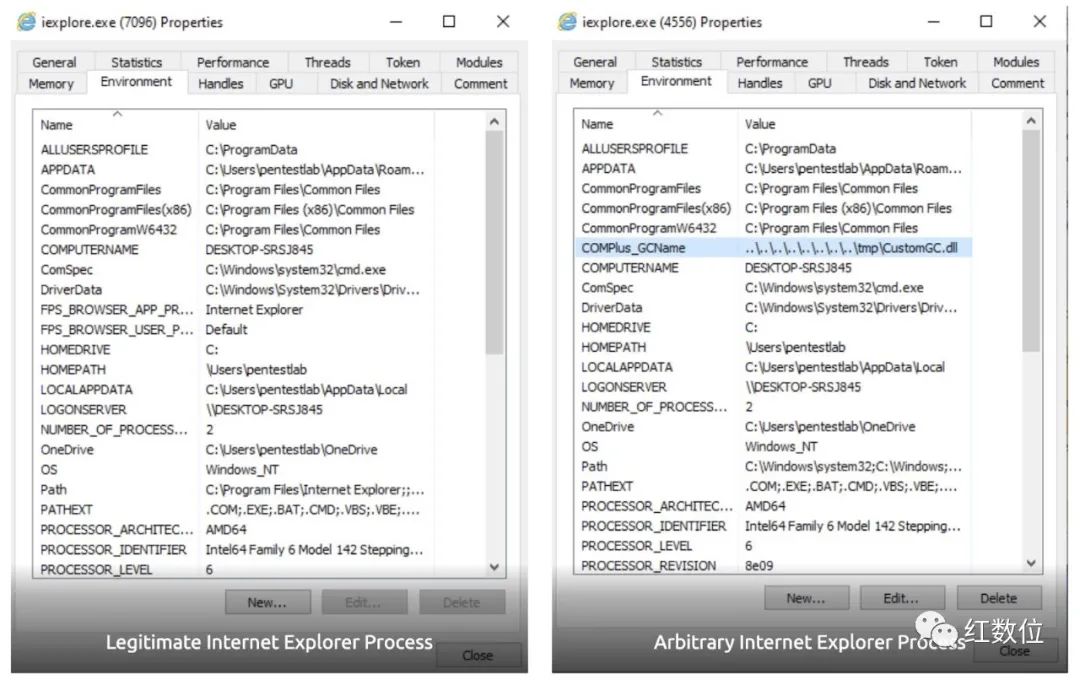 iexplore.exe (7096) Properties
General Statistics Performance Threads Token Modules
Memory Environment Handles GPU Disk and Network Comment
Name Value
ALLUSERSPROFILE C:\ProgramData
APPDATA C:\Users\pentestlab\AppData\Roam...
CommonProgramFiles C:\Program Files\Common Files
CommonProgramFiles(x86) C:\Program Files (x86)\Common Files
CommonProgramW6432 C:\Program Files\Common Files
COMPUTERNAME DESKTOP-SRSJ845
ComSpec C:\Windows\system32\cmd.exe
DriverData C:\Windows\System32\Drivers\Driv...
FPS_BROWSER_APP_PR... Internet Explorer
FPS_BROWSER_USER_P... Default
HOMEDRIVE C:
HOMEPATH \Users\pentestlab
LOCALAPPDATA C:\Users\pentestlab\AppData\Local
LOGONSERVER \\DESKTOP-SRSJ845
NUMBER_OF_PROCESS... 2
OneDrive C:\Users\pentestlab\OneDrive
OS Windows_NT
Path C:\Program Files\Internet Explorer;;...
PATHEXT .COM;.EXE;.BAT;.CMD;.VBS;.VBE;....
PROCESSOR_ARCHITEC... AMD64
PROCESSOR_IDENTIFIER Intel64 Family 6 Model 142 Stepping...
PROCESSOR_LEVEL 6
New... Edit... Delete
Legitimate Internet Explorer Process
Close
iexplore.exe (4556) Properties
General Statistics Performance Threads Token Modules
Memory Environment Handles GPU Disk and Network Comment
Name Value
ALLUSERSPROFILE C:\ProgramData
APPDATA C:\Users\pentestlab\AppData\Roam...
CommonProgramFiles C:\Program Files\Common Files
CommonProgramFiles(x86) C:\Program Files (x86)\Common Files
CommonProgramW6432 C:\Program Files\Common Files
COMPlus_GCName ..\..\..\..\..\..\..\..\tmp\CustomGC.dll
COMPUTERNAME DESKTOP-SRSJ845
ComSpec C:\Windows\system32\cmd.exe
DriverData C:\Windows\System32\Drivers\Driv...
HOMEDRIVE C:
HOMEPATH \Users\pentestlab
LOCALAPPDATA C:\Users\pentestlab\AppData\Local
LOGONSERVER \\DESKTOP-SRSJ845
NUMBER_OF_PROCESS... 2
OneDrive C:\Users\pentestlab\OneDrive
OS Windows_NT
Path C:\Windows\system32;C:\Windows;...
PATHEXT .COM;.EXE;.BAT;.CMD;.VBS;.VBE;....
PROCESSOR_ARCHITEC... AMD64
PROCESSOR_IDENTIFIER Intel64 Family 6 Model 142 Stepping...
PROCESSOR_LEVEL 6
PROCESSOR_REVISION 8e09
New... Edit... Delete
Arbitrary Internet Explorer Process
红数位
Close